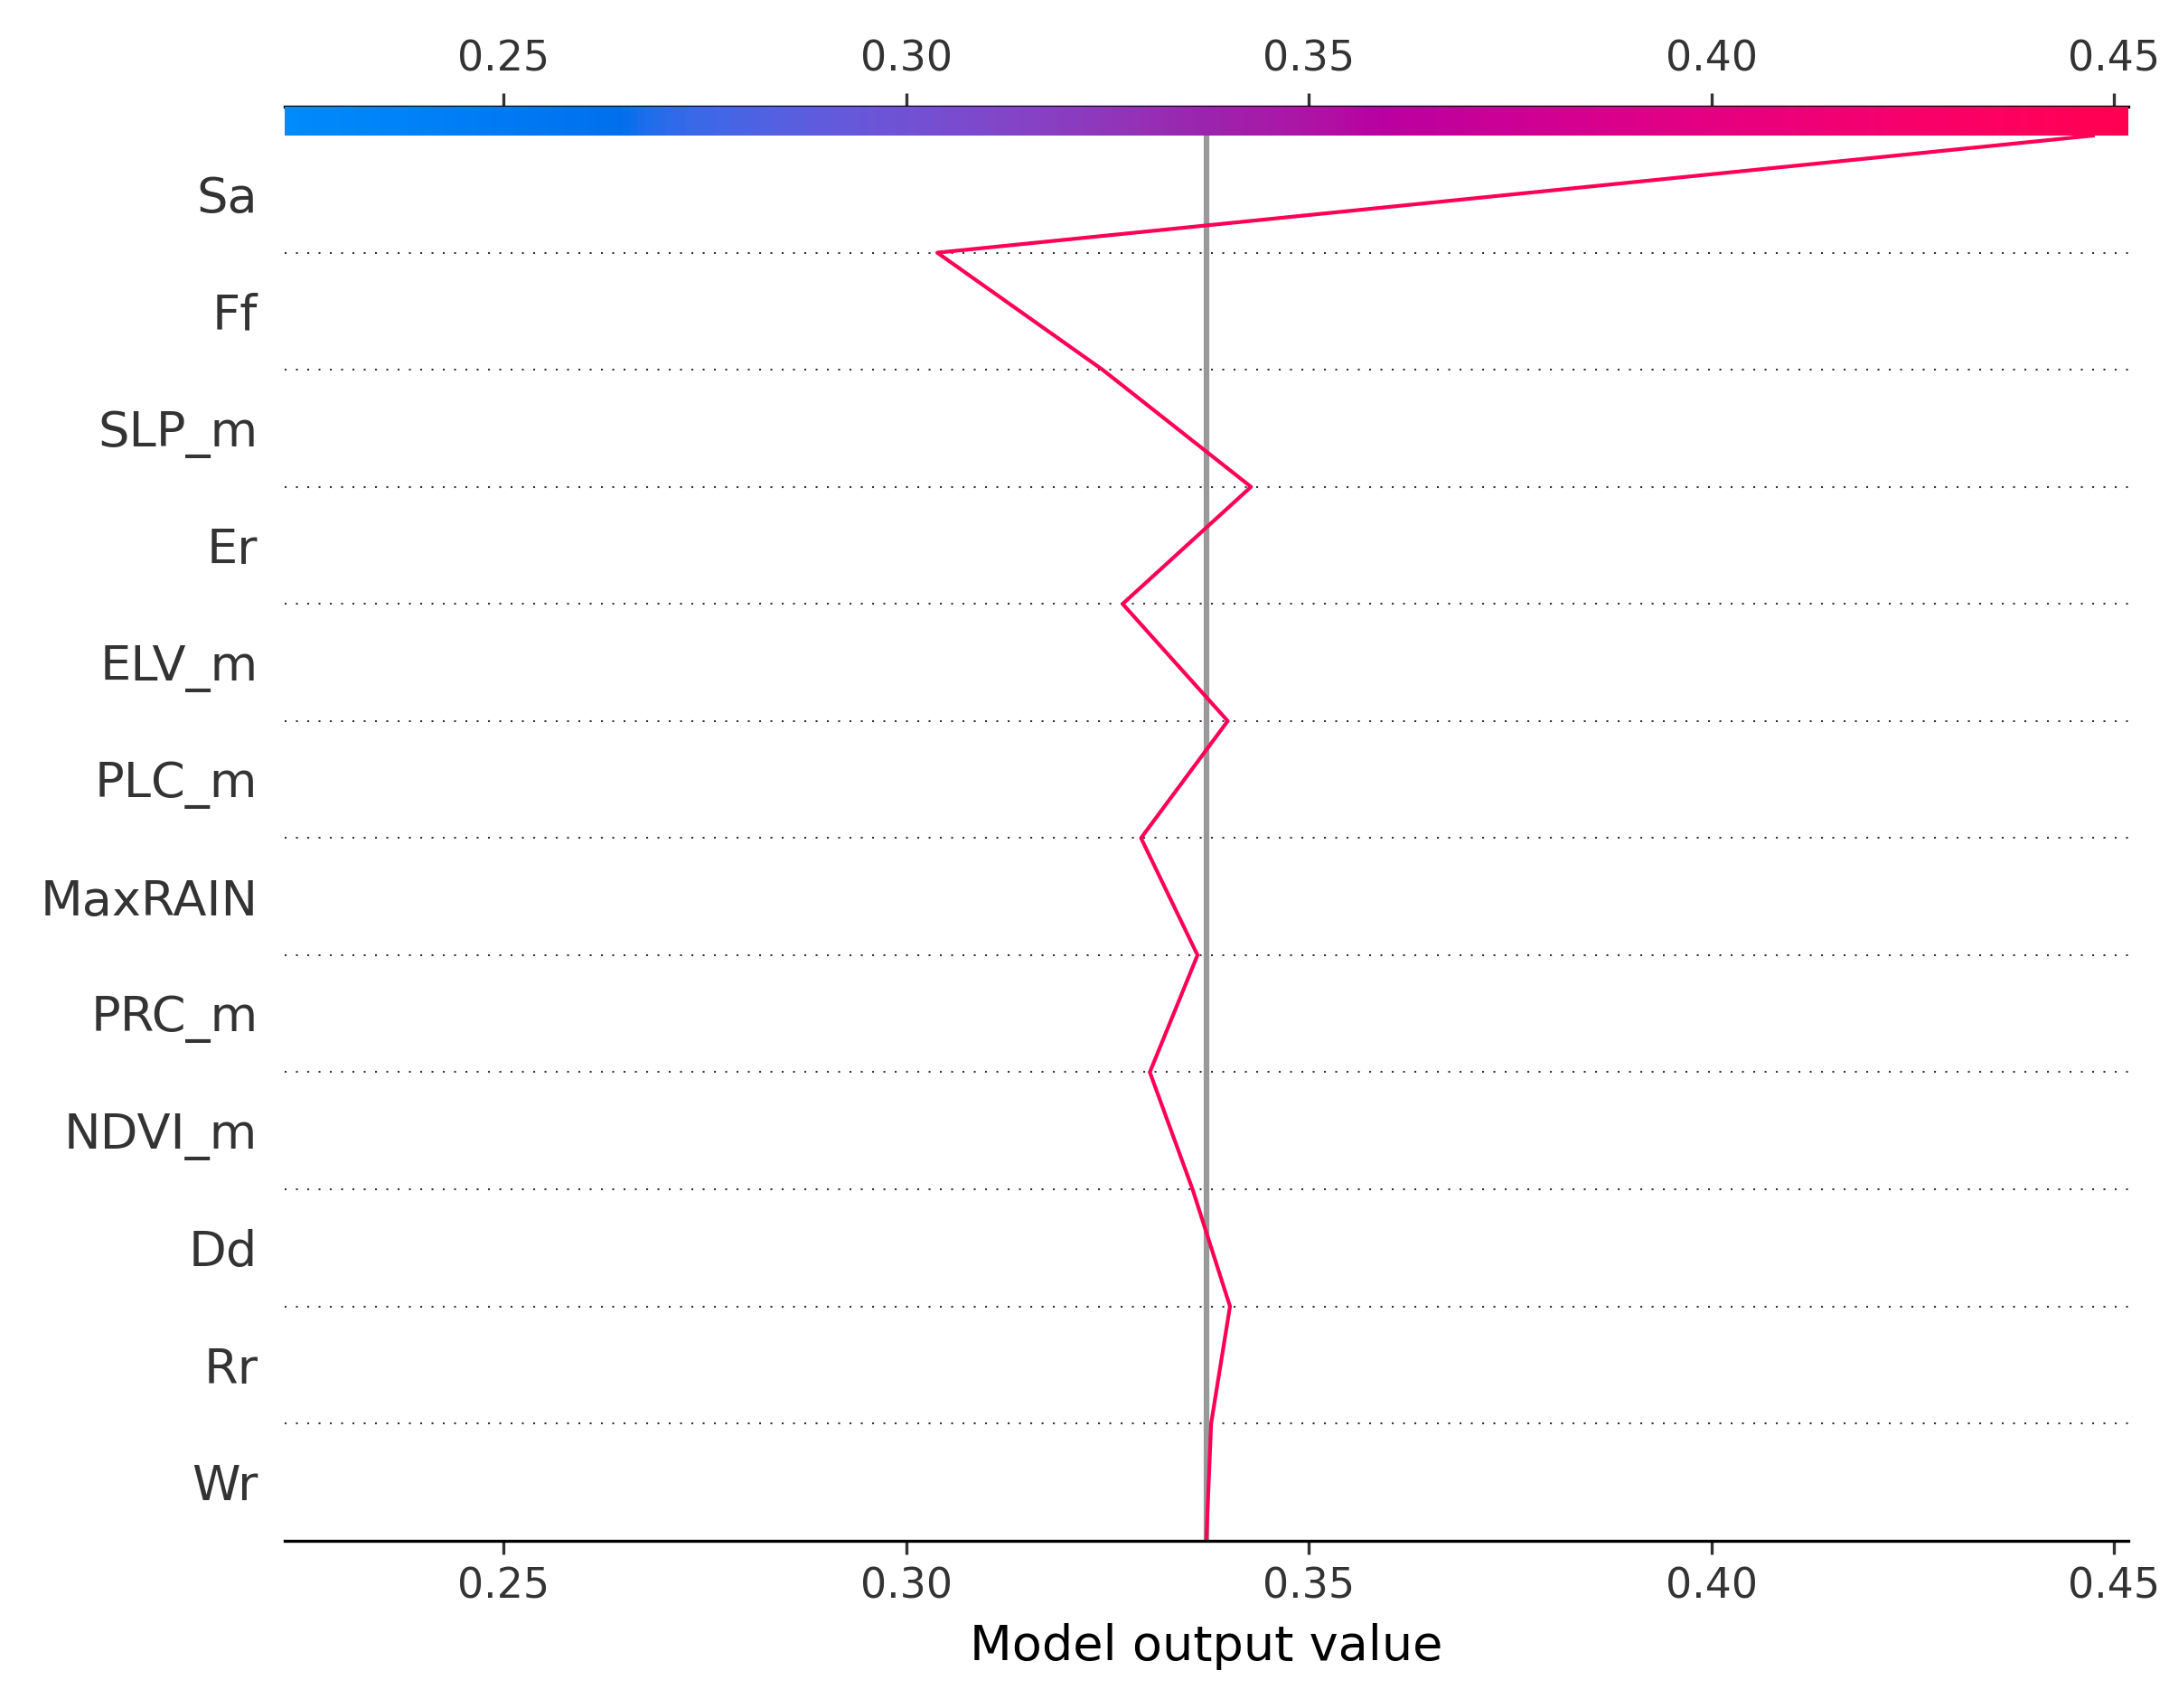 0.25 0.30 0.35 0.40 0.45
Sa
Ff
SLP_m
Er
ELV_m
PLC_m
MaxRAIN
PRC_m
NDVI_m
Dd
Rr
Wr
0.25 0.30 0.35 0.40 0.45
Model output value